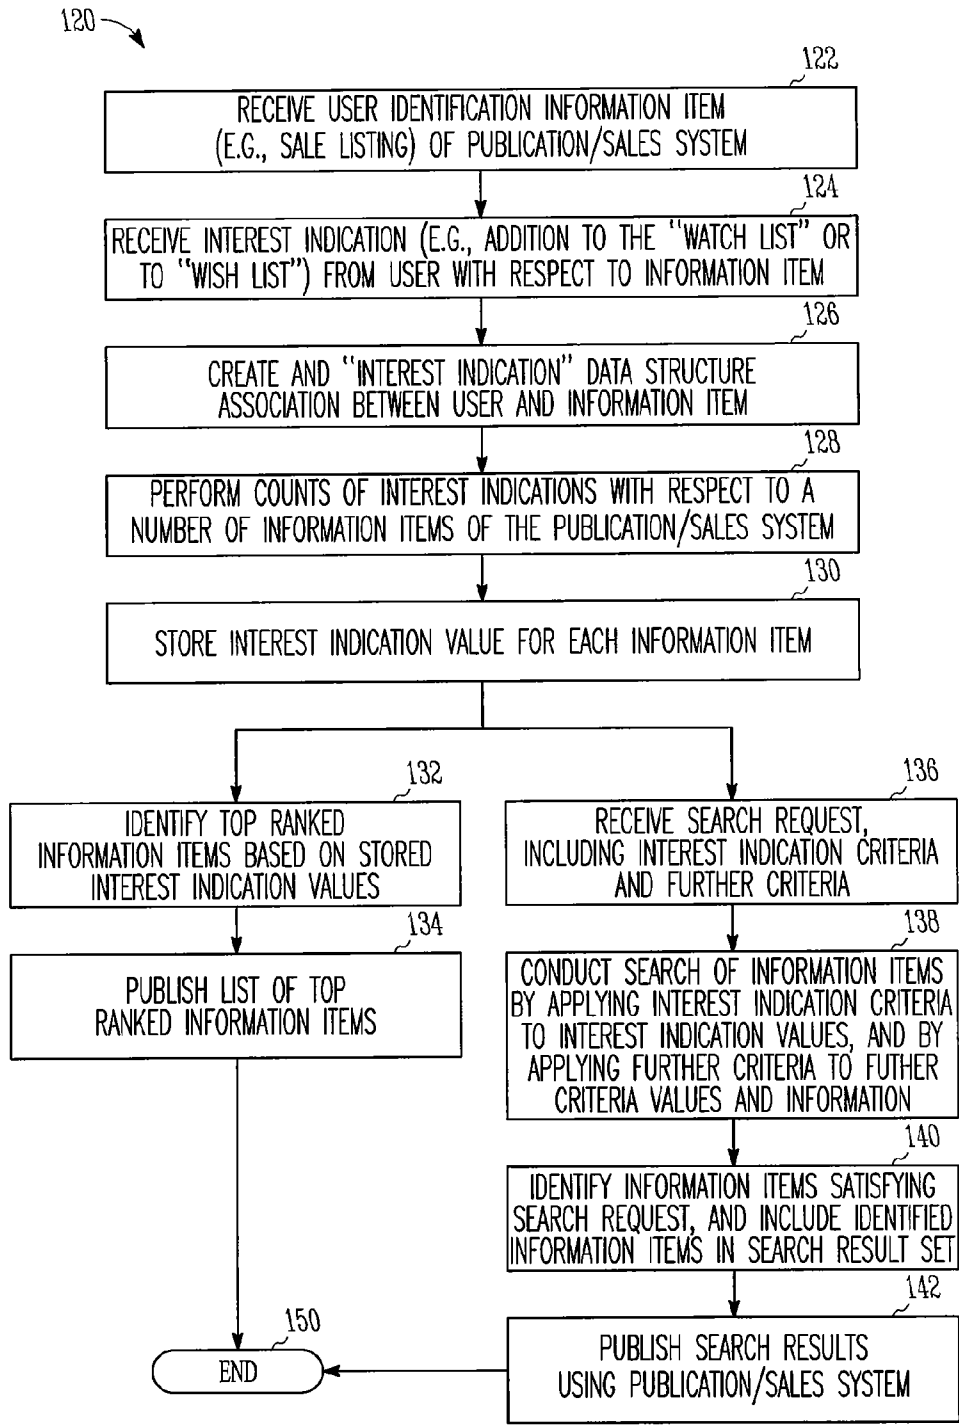 120
122
RECEIVE USER IDENTIFICATION INFORMATION ITEM
(E.G., SALE LISTING) OF PUBLICATION/SALES SYSTEM
124
RECEIVE INTEREST INDICATION (E.G., ADDITION TO THE "WATCH LIST" OR
TO "WISH LIST") FROM USER WITH RESPECT TO INFORMATION ITEM
126
CREATE AND "INTEREST INDICATION" DATA STRUCTURE
ASSOCIATION BETWEEN USER AND INFORMATION ITEM
128
PERFORM COUNTS OF INTEREST INDICATIONS WITH RESPECT TO A
NUMBER OF INFORMATION ITEMS OF THE PUBLICATION/SALES SYSTEM
130
STORE INTEREST INDICATION VALUE FOR EACH INFORMATION ITEM
132
IDENTIFY TOP RANKED
INFORMATION ITEMS BASED ON STORED
INTEREST INDICATION VALUES
134
PUBLISH LIST OF TOP
RANKED INFORMATION ITEMS
136
RECEIVE SEARCH REQUEST,
INCLUDING INTEREST INDICATION CRITERIA
AND FURTHER CRITERIA
138
CONDUCT SEARCH OF INFORMATION ITEMS
BY APPLYING INTEREST INDICATION CRITERIA
TO INTEREST INDICATION VALUES, AND BY
APPLYING FURTHER CRITERIA TO FUTHER
CRITERIA VALUES AND INFORMATION
140
IDENTIFY INFORMATION ITEMS SATISFYING
SEARCH REQUEST, AND INCLUDE IDENTIFIED
INFORMATION ITEMS IN SEARCH RESULT SET
142
PUBLISH SEARCH RESULTS
USING PUBLICATION/SALES SYSTEM
150
END